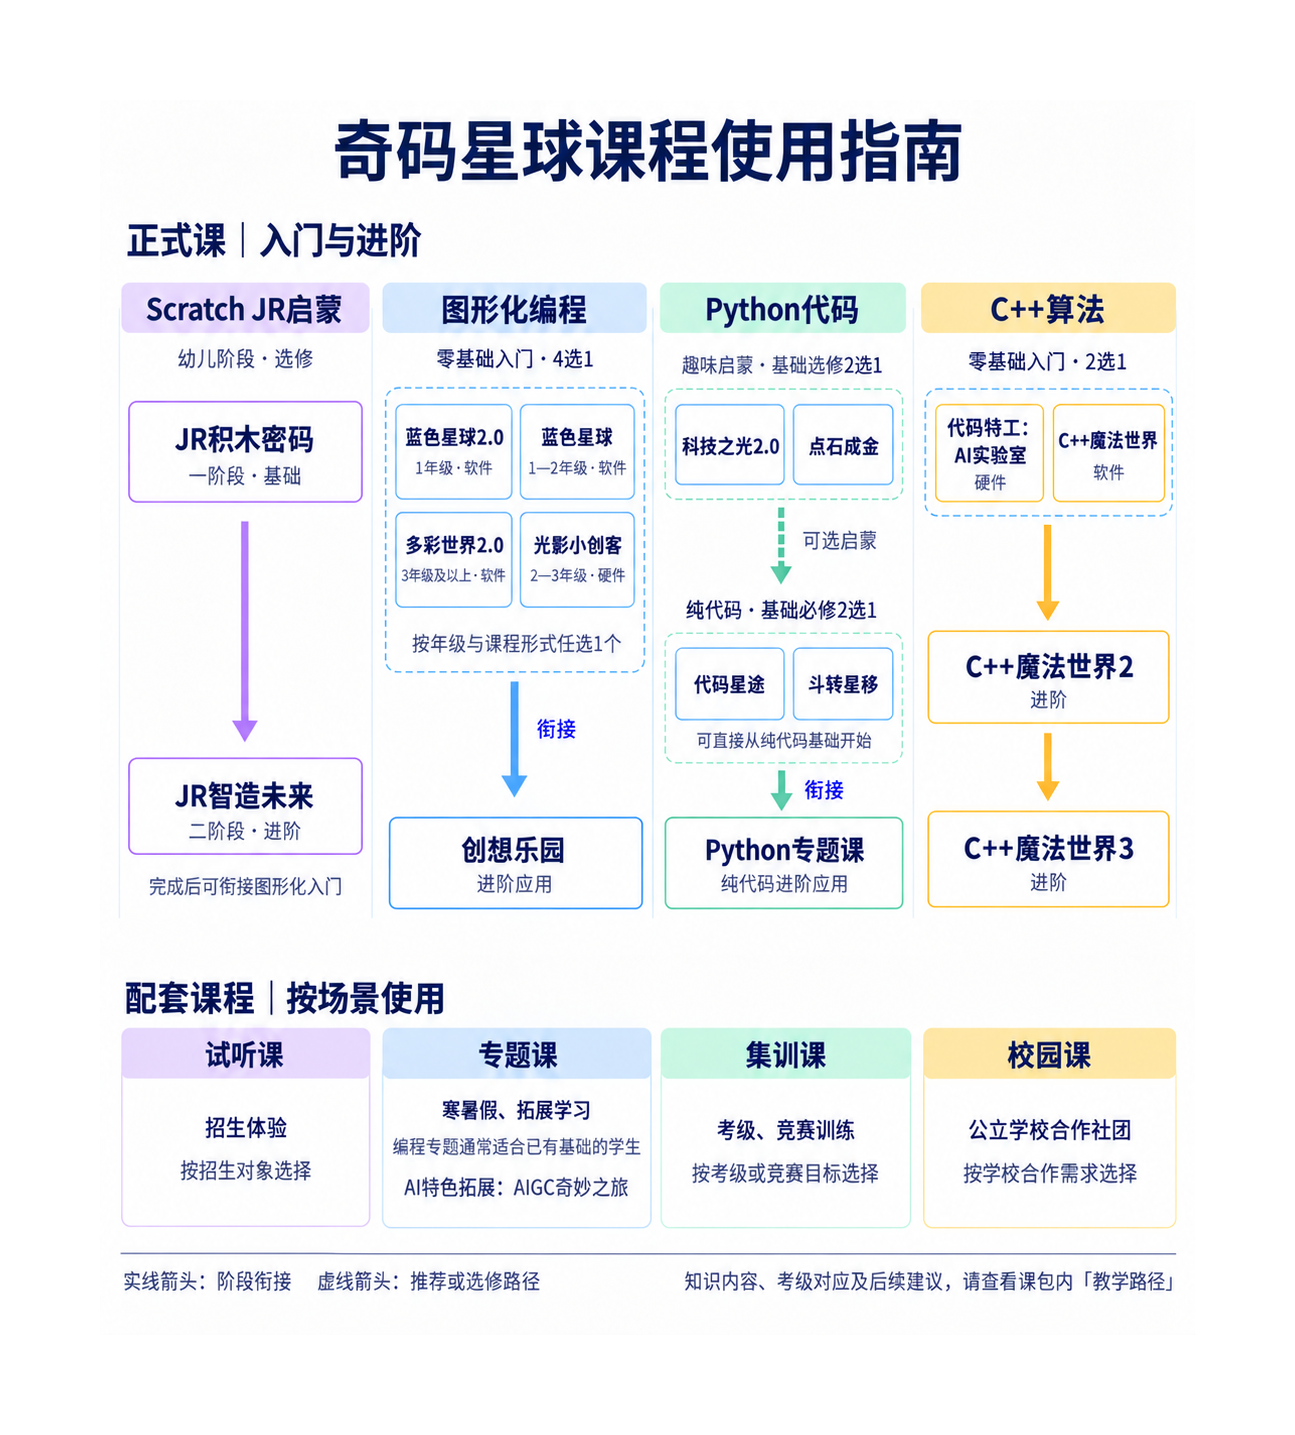 奇码星球课程使用指南
正式课｜入门与进阶
Scratch JR启蒙
幼儿阶段·选修
JR积木密码
一阶段·基础
JR智造未来
二阶段·进阶
完成后可衔接图形化入门
图形化编程
零基础入门·4选1
蓝色星球2.0
1年级·软件
蓝色星球
1—2年级·软件
多彩世界2.0
3年级及以上·软件
光影小创客
2—3年级·硬件
按年级与课程形式任选1个
衔接
创想乐园
进阶应用
Python代码
趣味启蒙·基础选修2选1
科技之光2.0
点石成金
可选启蒙
纯代码·基础必修2选1
代码星途
斗转星移
可直接从纯代码基础开始
衔接
Python专题课
纯代码进阶应用
C++算法
零基础入门·2选1
代码特工：
AI实验室
硬件
C++魔法世界
软件
C++魔法世界2
进阶
C++魔法世界3
进阶
配套课程｜按场景使用
试听课
招生体验
按招生对象选择
专题课
寒暑假、拓展学习
编程专题通常适合已有基础的学生
AI特色拓展：AIGC奇妙之旅
集训课
考级、竞赛训练
按考级或竞赛目标选择
校园课
公立学校合作社团
按学校合作需求选择
实线箭头：阶段衔接 虚线箭头：推荐或选修路径
知识内容、考级对应及后续建议，请查看课包内「教学路径」